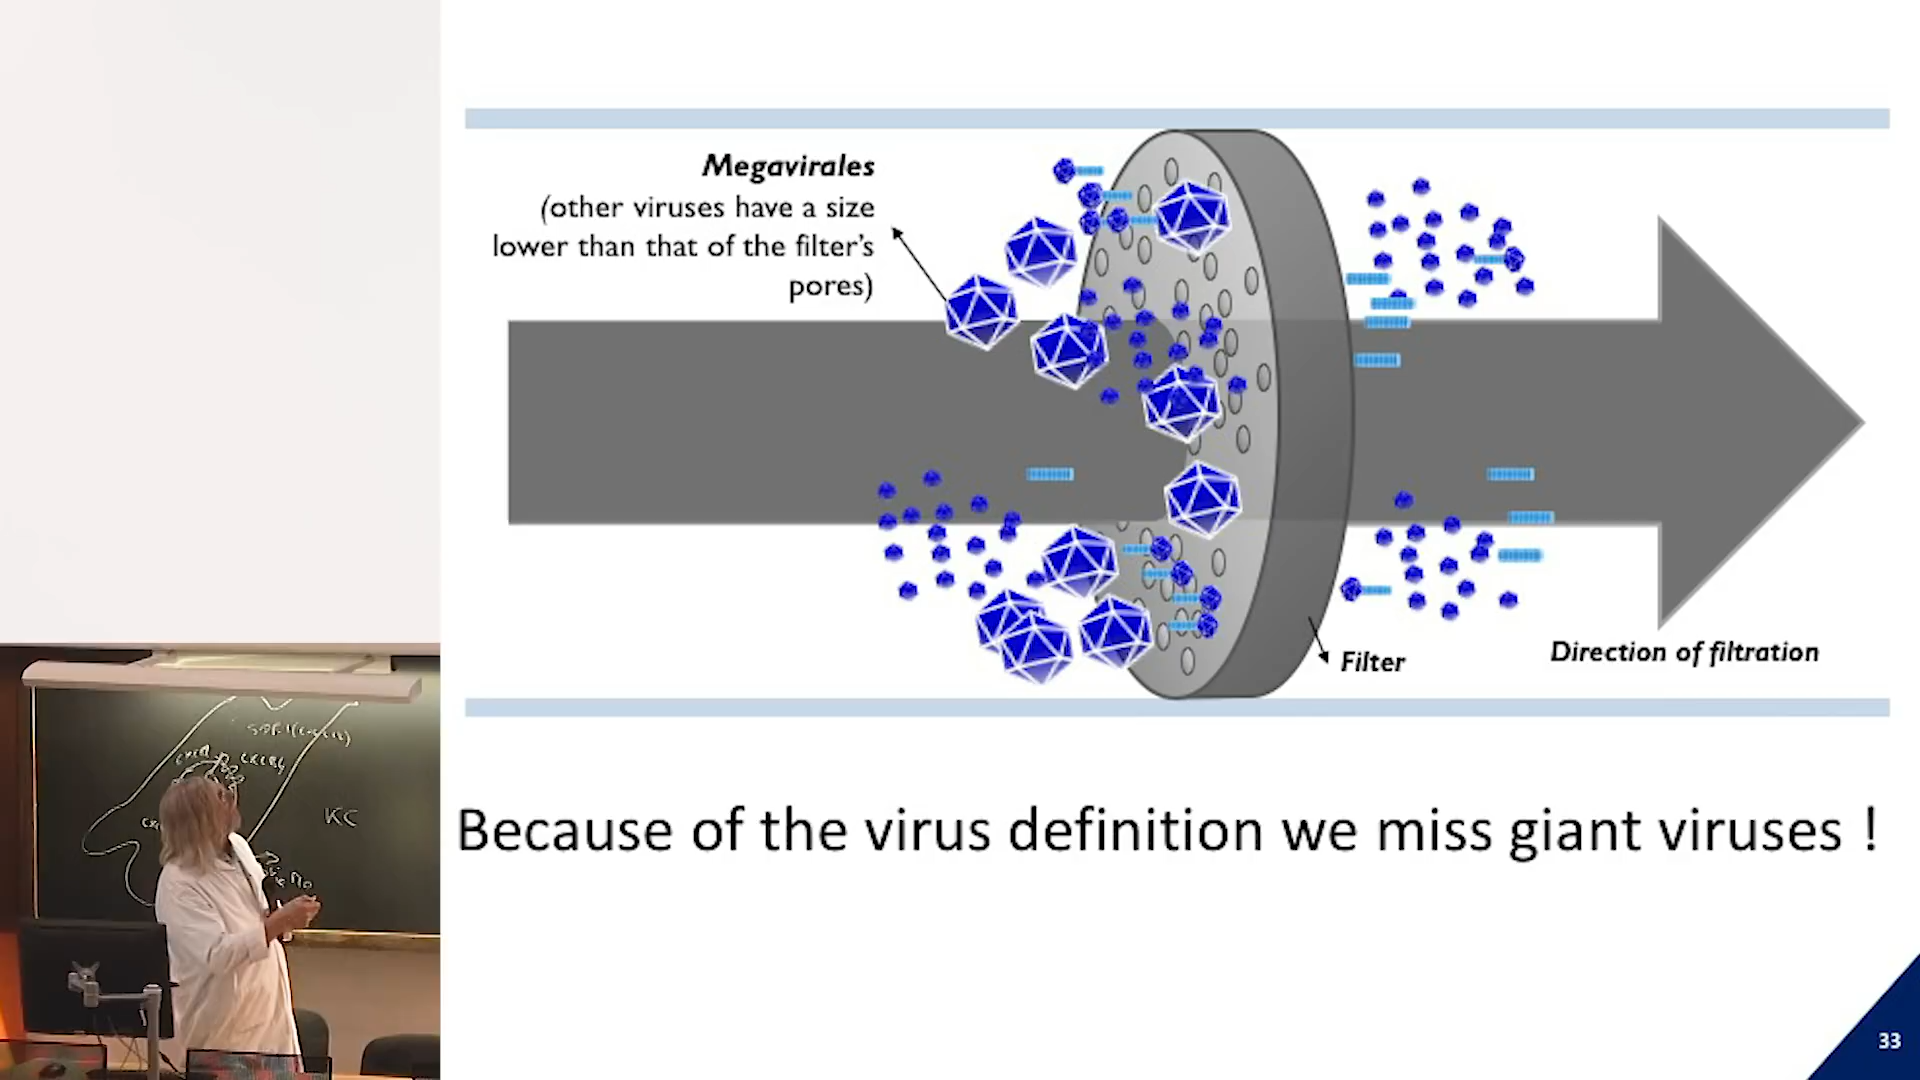 Megavirales
(other viruses have a size
lower than that of the filter's
pores)
Filter
Direction of filtration
Because of the virus definition we miss giant viruses !
33
KC